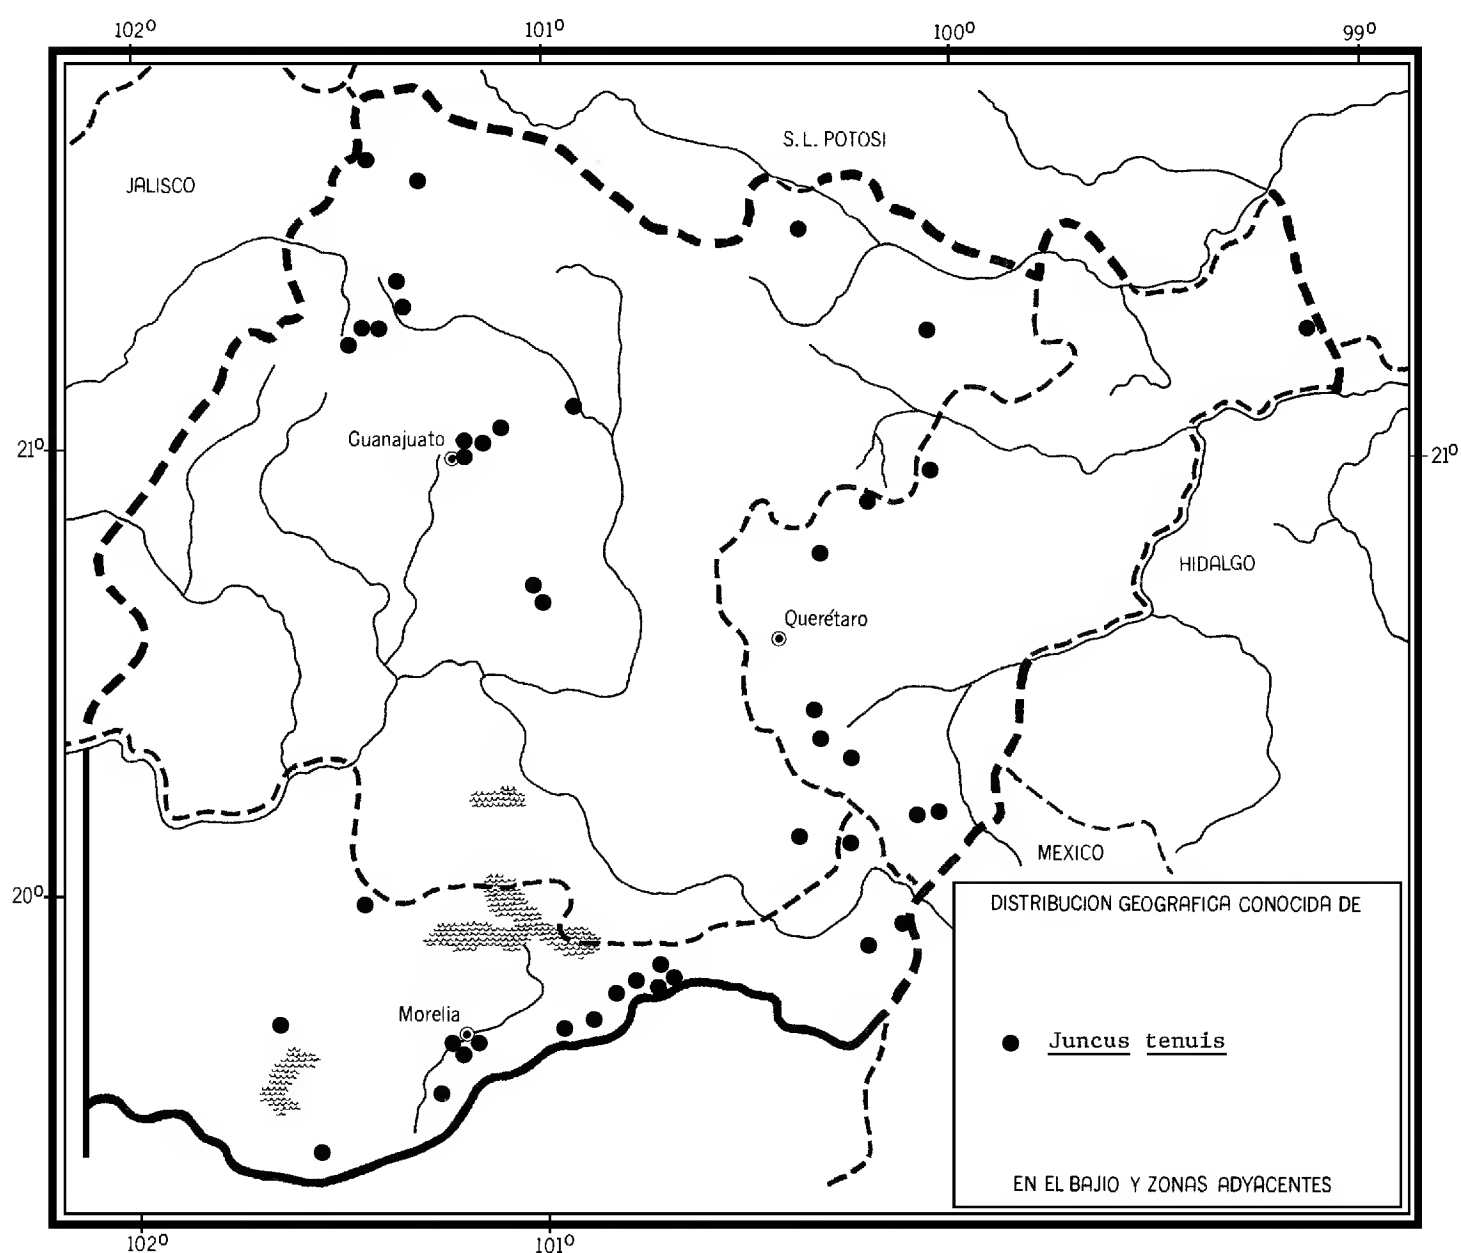 102° 101° 100° 99°
S.L. POTOSI
JALISCO
Guanajuato
21° 21°
HIDALGO
Querétaro
MEXICO
20°
DISTRIBUCION GEOGRAFICA CONOCIDA DE
Morelia
Juncus tenuis
EN EL BAJIO Y ZONAS ADYACENTES
102° 101°